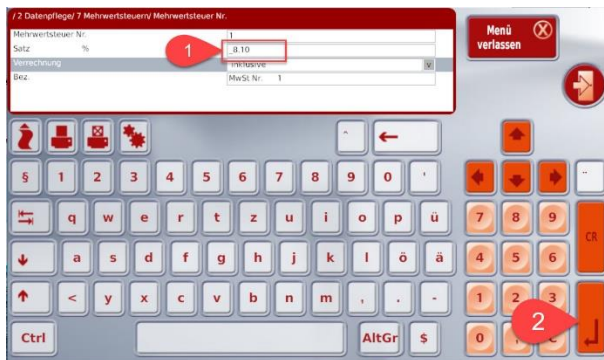 / 2 Datenpflege/ 7 Mehrwertsteuern/ Mehrwertsteuer Nr.
Mehrwertsteuer Nr. 1
Satz % _8.10
Verrechnung Inklusive v
Bez. MwSt Nr. 1
1
Menü verlassen
^ ←
§ 1 2 3 4 5 6 7 8 9 0 ' ¨
q w e r t z u i o p ü 7 8 9 CR
a s d f g h j k l ö ä 4 5 6
< y x c v b n m , . - 1 2 3
2
Ctrl AltGr $ 0